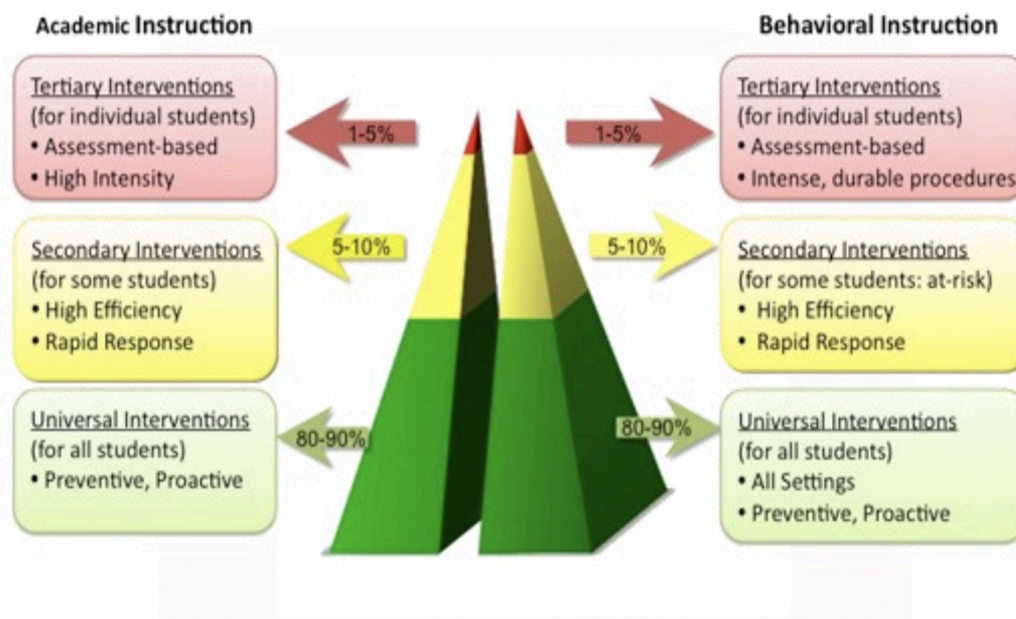 Academic Instruction
Tertiary Interventions
(for individual students)
• Assessment-based
• High Intensity
1-5%
Secondary Interventions
(for some students)
• High Efficiency
• Rapid Response
5-10%
Universal Interventions
(for all students)
• Preventive, Proactive
80-90%
Behavioral Instruction
1-5%
Tertiary Interventions
(for individual students)
• Assessment-based
• Intense, durable procedures
5-10%
Secondary Interventions
(for some students: at-risk)
• High Efficiency
• Rapid Response
80-90%
Universal Interventions
(for all students)
• All Settings
• Preventive, Proactive